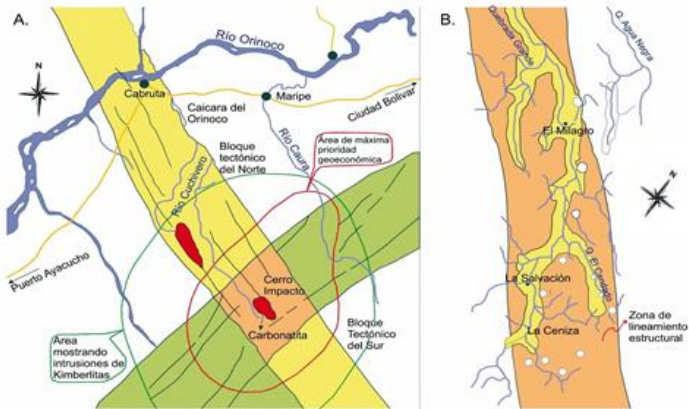 A.
Río Orinoco
N
Cabruta
Caicara del
Orinoco
Maripe
Ciudad Bolivar
Río Caura
Bloque
tectónico
del Norte
Área de máxima
prioridad
geoeconómica
Río Cuchivero
Puerto Ayacucho
Cerro
Impacto
Carbonatita
Bloque
Tectónico
del Sur
Área
mostrando
intrusiones de
Kimberlitas
B.
Quebrada Grande
Q. Agua Negra
El Milagro
N
La Salvación
Q. El Candado
La Ceniza
Zona de
lineamiento
estructural